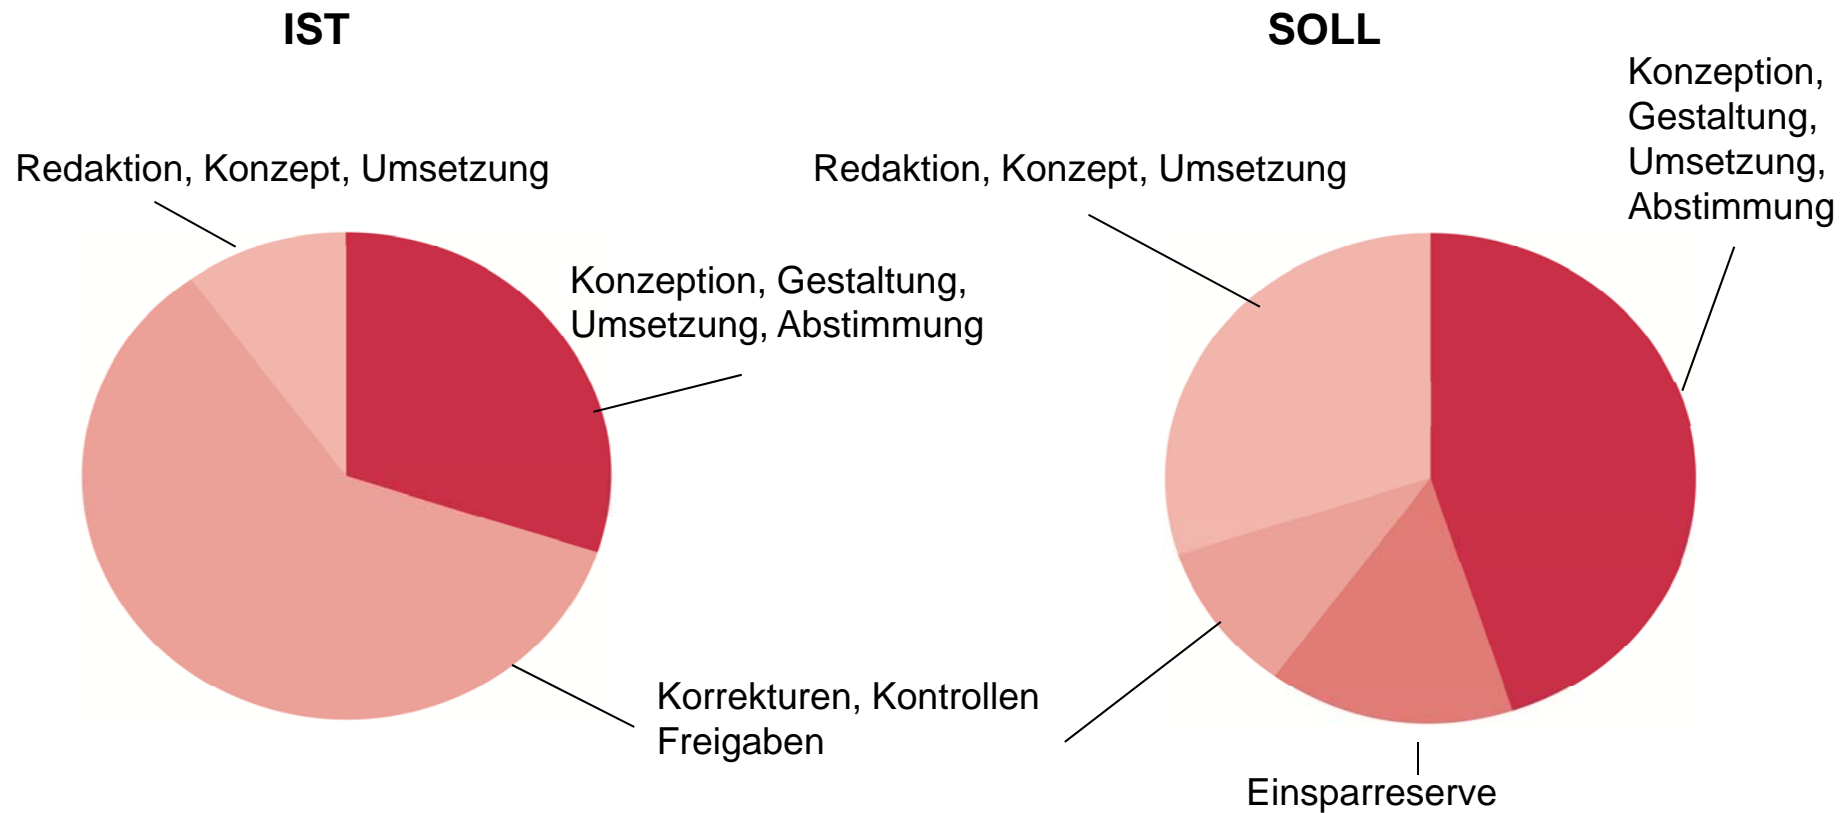 IST
Redaktion, Konzept, Umsetzung
Konzeption, Gestaltung,
Umsetzung, Abstimmung
Korrekturen, Kontrollen
Freigaben
SOLL
Redaktion, Konzept, Umsetzung
Konzeption,
Gestaltung,
Umsetzung,
Abstimmung
Einsparreserve